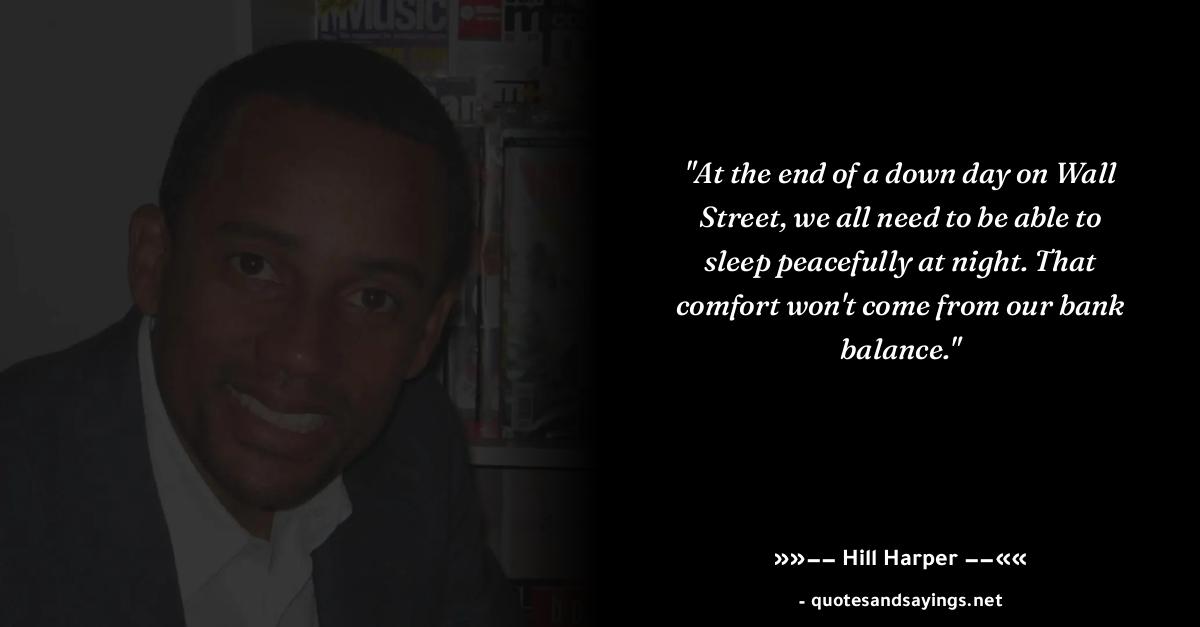 MUSIC
"At the end of a down day on Wall
Street, we all need to be able to
sleep peacefully at night. That
comfort won't come from our bank
balance."
»»−− Hill Harper −−««
- quotesandsayings.net